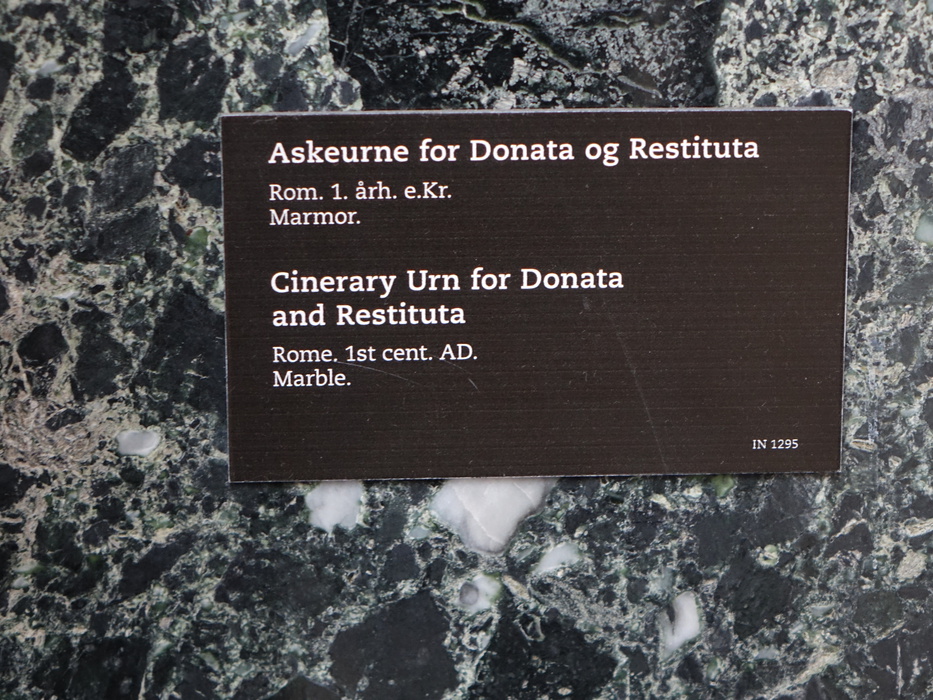 Askeurne for Donata og Restituta
Rom. 1. årh. e.Kr.
Marmor.
Cinerary Urn for Donata
and Restituta
Rome. 1st cent. AD.
Marble.
IN 1295